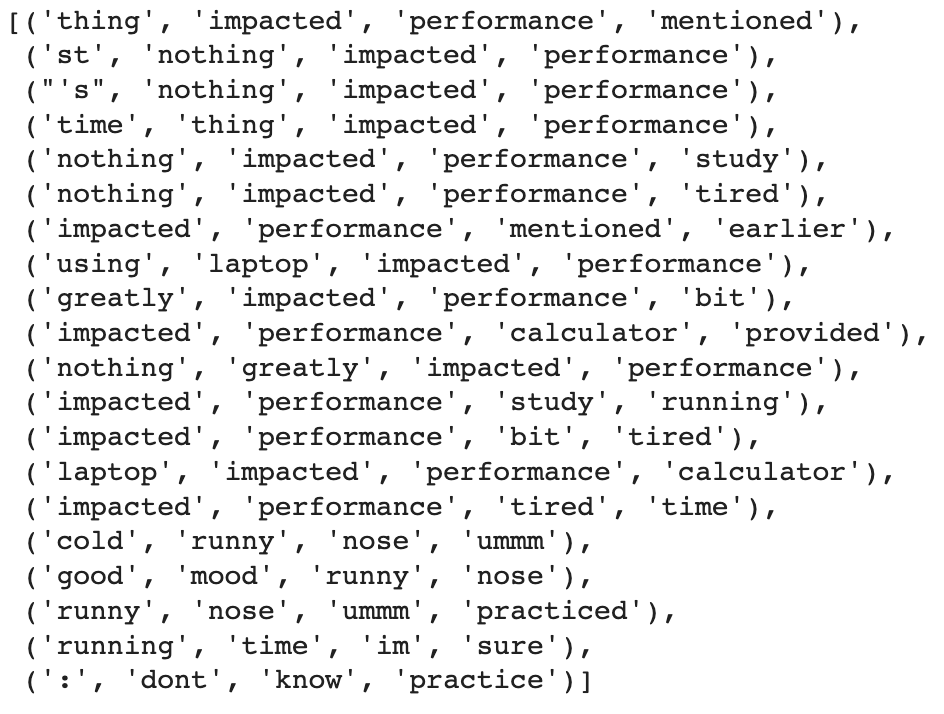 [('thing', 'impacted', 'performance', 'mentioned'),
('st', 'nothing', 'impacted', 'performance'),
("'s", 'nothing', 'impacted', 'performance'),
('time', 'thing', 'impacted', 'performance'),
('nothing', 'impacted', 'performance', 'study'),
('nothing', 'impacted', 'performance', 'tired'),
('impacted', 'performance', 'mentioned', 'earlier'),
('using', 'laptop', 'impacted', 'performance'),
('greatly', 'impacted', 'performance', 'bit'),
('impacted', 'performance', 'calculator', 'provided'),
('nothing', 'greatly', 'impacted', 'performance'),
('impacted', 'performance', 'study', 'running'),
('impacted', 'performance', 'bit', 'tired'),
('laptop', 'impacted', 'performance', 'calculator'),
('impacted', 'performance', 'tired', 'time'),
('cold', 'runny', 'nose', 'ummm'),
('good', 'mood', 'runny', 'nose'),
('runny', 'nose', 'ummm', 'practiced'),
('running', 'time', 'im', 'sure'),
(':', 'dont', 'know', 'practice')]